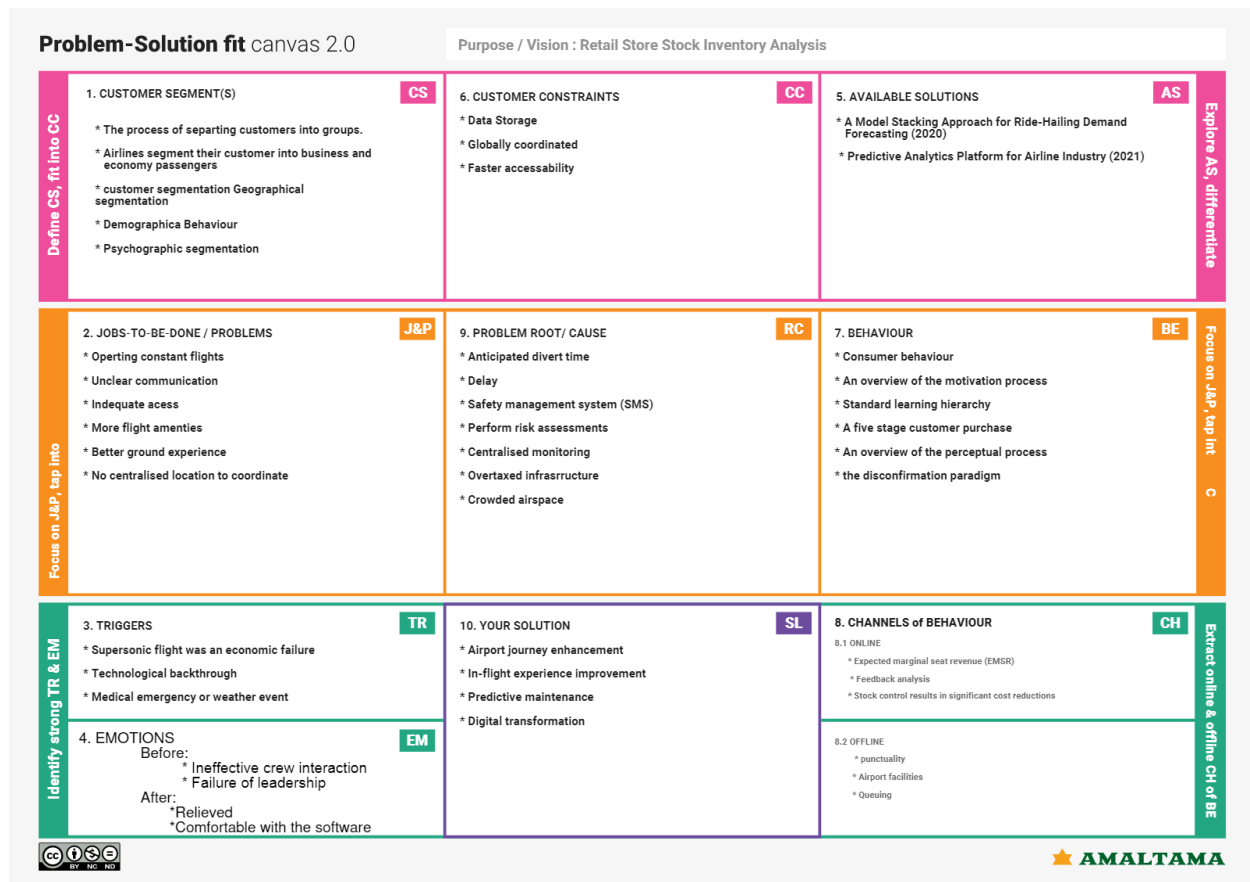 Problem-Solution fit canvas 2.0
Purpose / Vision : Retail Store Stock Inventory Analysis
Define CS, fit into CC
1. CUSTOMER SEGMENT(S)
CS
* The process of separting customers into groups.
* Airlines segment their customer into business and
economy passengers
* customer segmentation Geographical
segmentation
* Demographica Behaviour
* Psychographic segmentation
6. CUSTOMER CONSTRAINTS
CC
* Data Storage
* Globally coordinated
* Faster accessability
5. AVAILABLE SOLUTIONS
AS
* A Model Stacking Approach for Ride-Hailing Demand
Forecasting (2020)
* Predictive Analytics Platform for Airline Industry (2021)
Explore AS, differentiate
Focus on J&P, tap into
2. JOBS-TO-BE-DONE / PROBLEMS
J&P
* Operting constant flights
* Unclear communication
* Indequate acess
* More flight amenties
* Better ground experience
* No centralised location to coordinate
9. PROBLEM ROOT/ CAUSE
RC
* Anticipated divert time
* Delay
* Safety management system (SMS)
* Perform risk assessments
* Centralised monitoring
* Overtaxed infrasrructure
* Crowded airspace
7. BEHAVIOUR
BE
* Consumer behaviour
* An overview of the motivation process
* Standard learning hierarchy
* A five stage customer purchase
* An overview of the perceptual process
* the disconfirmation paradigm
Focus on J&P, tap int C
Identify strong TR & EM
3. TRIGGERS
TR
* Supersonic flight was an economic failure
* Technological backthrough
* Medical emergency or weather event
4. EMOTIONS
EM
Before:
* Ineffective crew interaction
* Failure of leadership
After:
*Relieved
*Comfortable with the software
10. YOUR SOLUTION
SL
* Airport journey enhancement
* In-flight experience improvement
* Predictive maintenance
* Digital transformation
8. CHANNELS of BEHAVIOUR
CH
8.1 ONLINE
* Expected marginal seat revenue (EMSR)
* Feedback analysis
* Stock control results in significant cost reductions
8.2 OFFLINE
* punctuality
* Airport facilities
* Queuing
Extract online & offline CH of BE
CC BY NC ND
AMALTAMA